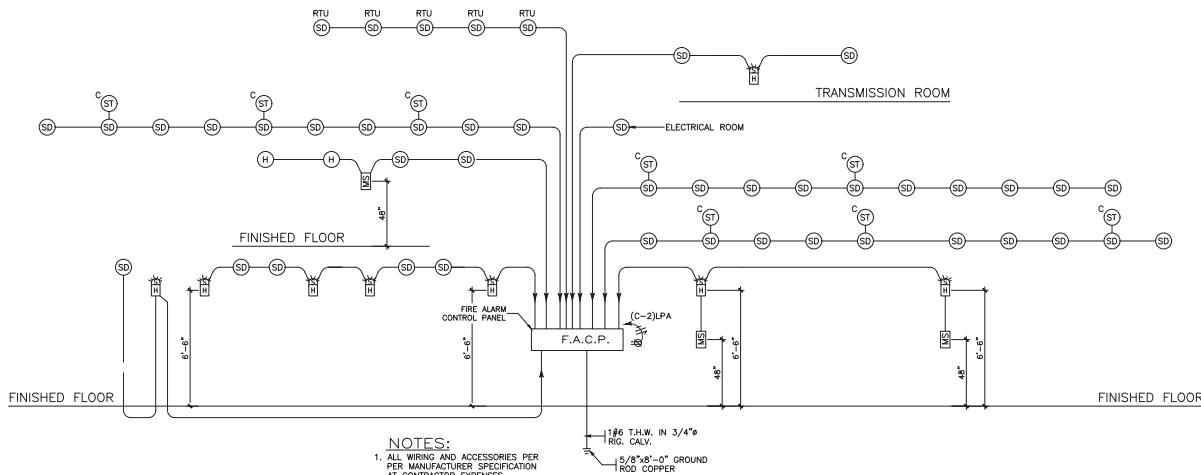 RTU RTU RTU RTU RTU
SD SD SD SD SD
SD SD
H
TRANSMISSION ROOM
C C C
ST ST ST
SD SD SD SD SD SD SD SD SD SD
SD ELECTRICAL ROOM
H H SD SD
MS
48"
FINISHED FLOOR
C C
ST ST
SD SD SD SD SD SD SD SD SD SD
C C C
ST ST ST
SD SD SD SD SD SD SD SD SD SD
SD SD SD SD SD
H H H H H H H
FIRE ALARM
CONTROL PANEL
F.A.C.P.
(C-2)LPA
MS MS
6'-6" 6'-6" 48" 6'-6" 48" 6'-6"
FINISHED FLOOR FINISHED FLOOR
1#6 T.H.W. IN 3/4"ø
RIG. CALV.
5/8"x8'-0" GROUND
ROD COPPER
NOTES:
1. ALL WIRING AND ACCESSORIES PER
PER MANUFACTURER SPECIFICATION
AT CONTRACTOR EXPENSES